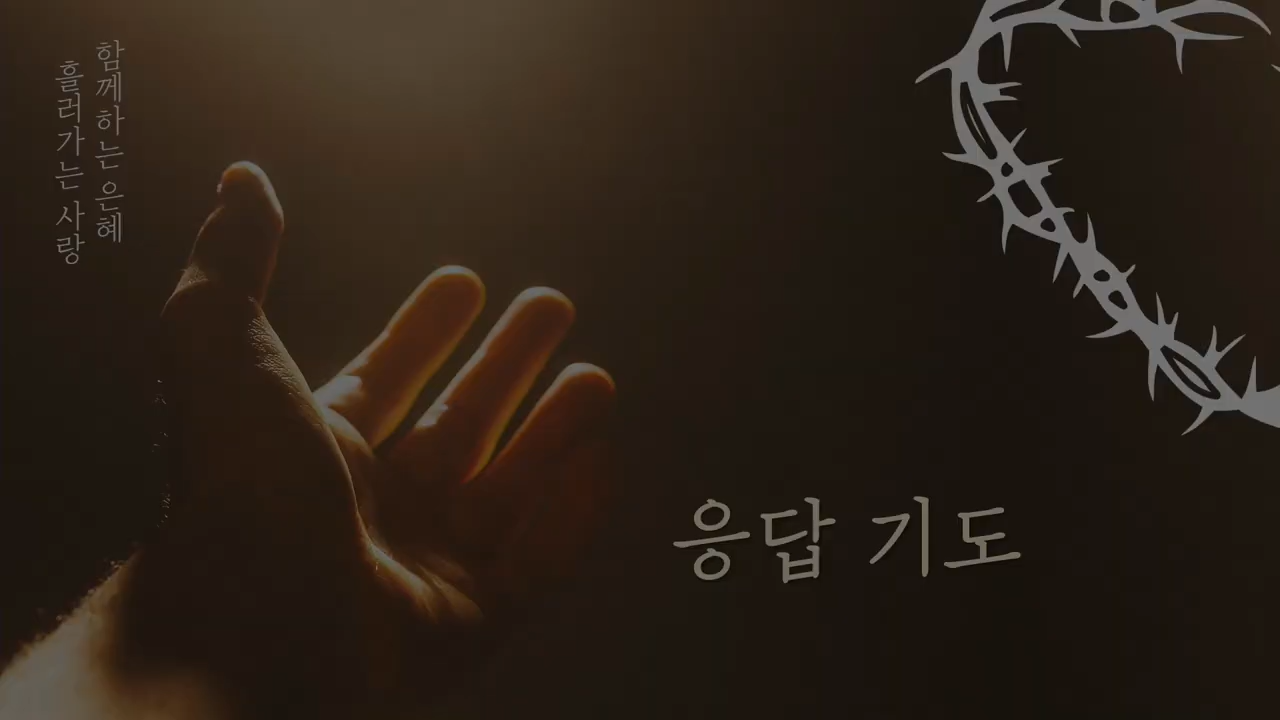 함께하는 은혜
흘러가는 사랑
응답 기도